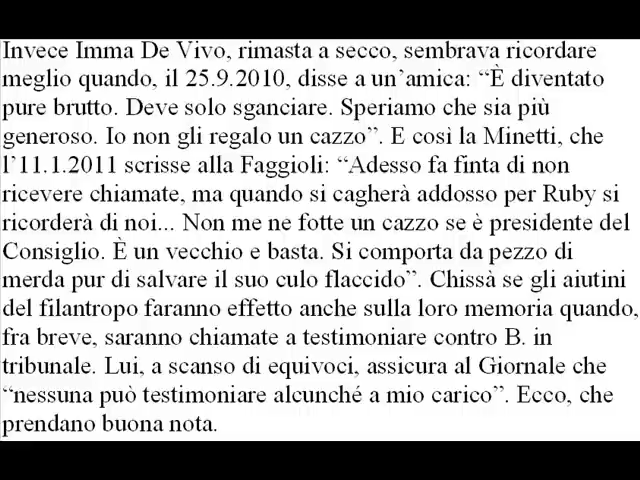 Invece Imma De Vivo, rimasta a secco, sembrava ricordare
meglio quando, il 25.9.2010, disse a un’amica: “È diventato
pure brutto. Deve solo sganciare. Speriamo che sia più
generoso. Io non gli regalo un cazzo”. E così la Minetti, che
l’11.1.2011 scrisse alla Faggioli: “Adesso fa finta di non
ricevere chiamate, ma quando si cagherà addosso per Ruby si
ricorderà di noi... Non me ne fotte un cazzo se è presidente del
Consiglio. È un vecchio e basta. Si comporta da pezzo di
merda pur di salvare il suo culo flaccido”. Chissà se gli aiutini
del filantropo faranno effetto anche sulla loro memoria quando,
fra breve, saranno chiamate a testimoniare contro B. in
tribunale. Lui, a scanso di equivoci, assicura al Giornale che
“nessuna può testimoniare alcunché a mio carico”. Ecco, che
prendano buona nota.